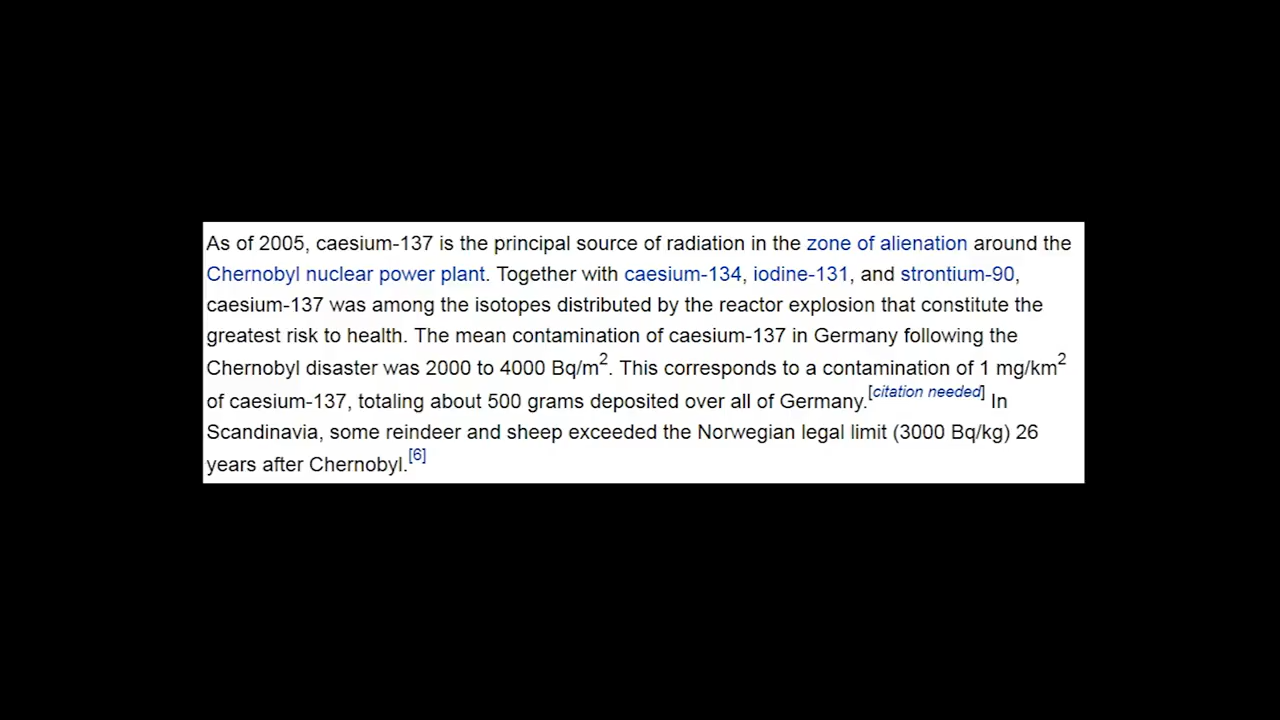 As of 2005, caesium-137 is the principal source of radiation in the zone of alienation around the
Chernobyl nuclear power plant. Together with caesium-134, iodine-131, and strontium-90,
caesium-137 was among the isotopes distributed by the reactor explosion that constitute the
greatest risk to health. The mean contamination of caesium-137 in Germany following the
Chernobyl disaster was 2000 to 4000 Bq/m². This corresponds to a contamination of 1 mg/km²
of caesium-137, totaling about 500 grams deposited over all of Germany.[citation needed] In
Scandinavia, some reindeer and sheep exceeded the Norwegian legal limit (3000 Bq/kg) 26
years after Chernobyl.[6]